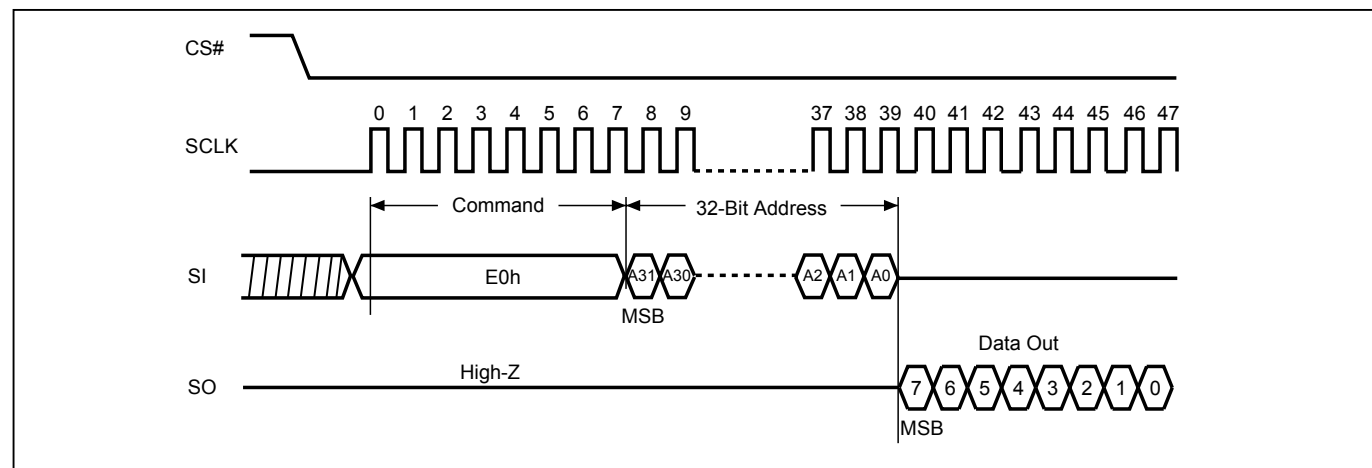 CS#
0 1 2 3 4 5 6 7 8 9 37 38 39 40 41 42 43 44 45 46 47
SCLK
Command 32-Bit Address
SI E0h A31 A30 A2 A1 A0
MSB
Data Out
High-Z
SO 7 6 5 4 3 2 1 0
MSB